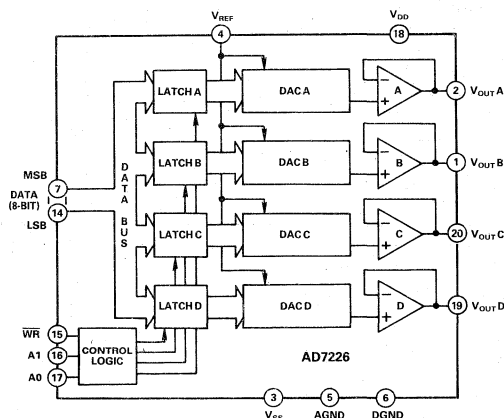 VREF
4
VDD
18
LATCH A
DAC A
A
2
VOUT A
LATCH B
DAC B
B
1
VOUT B
MSB
7
DATA
(8-BIT)
14
LSB
DATA BUS
LATCH C
DAC C
C
20
VOUT C
LATCH D
DAC D
D
19
VOUT D
WR
15
A1
16
A0
17
CONTROL
LOGIC
AD7226
3
VSS
5
AGND
6
DGND